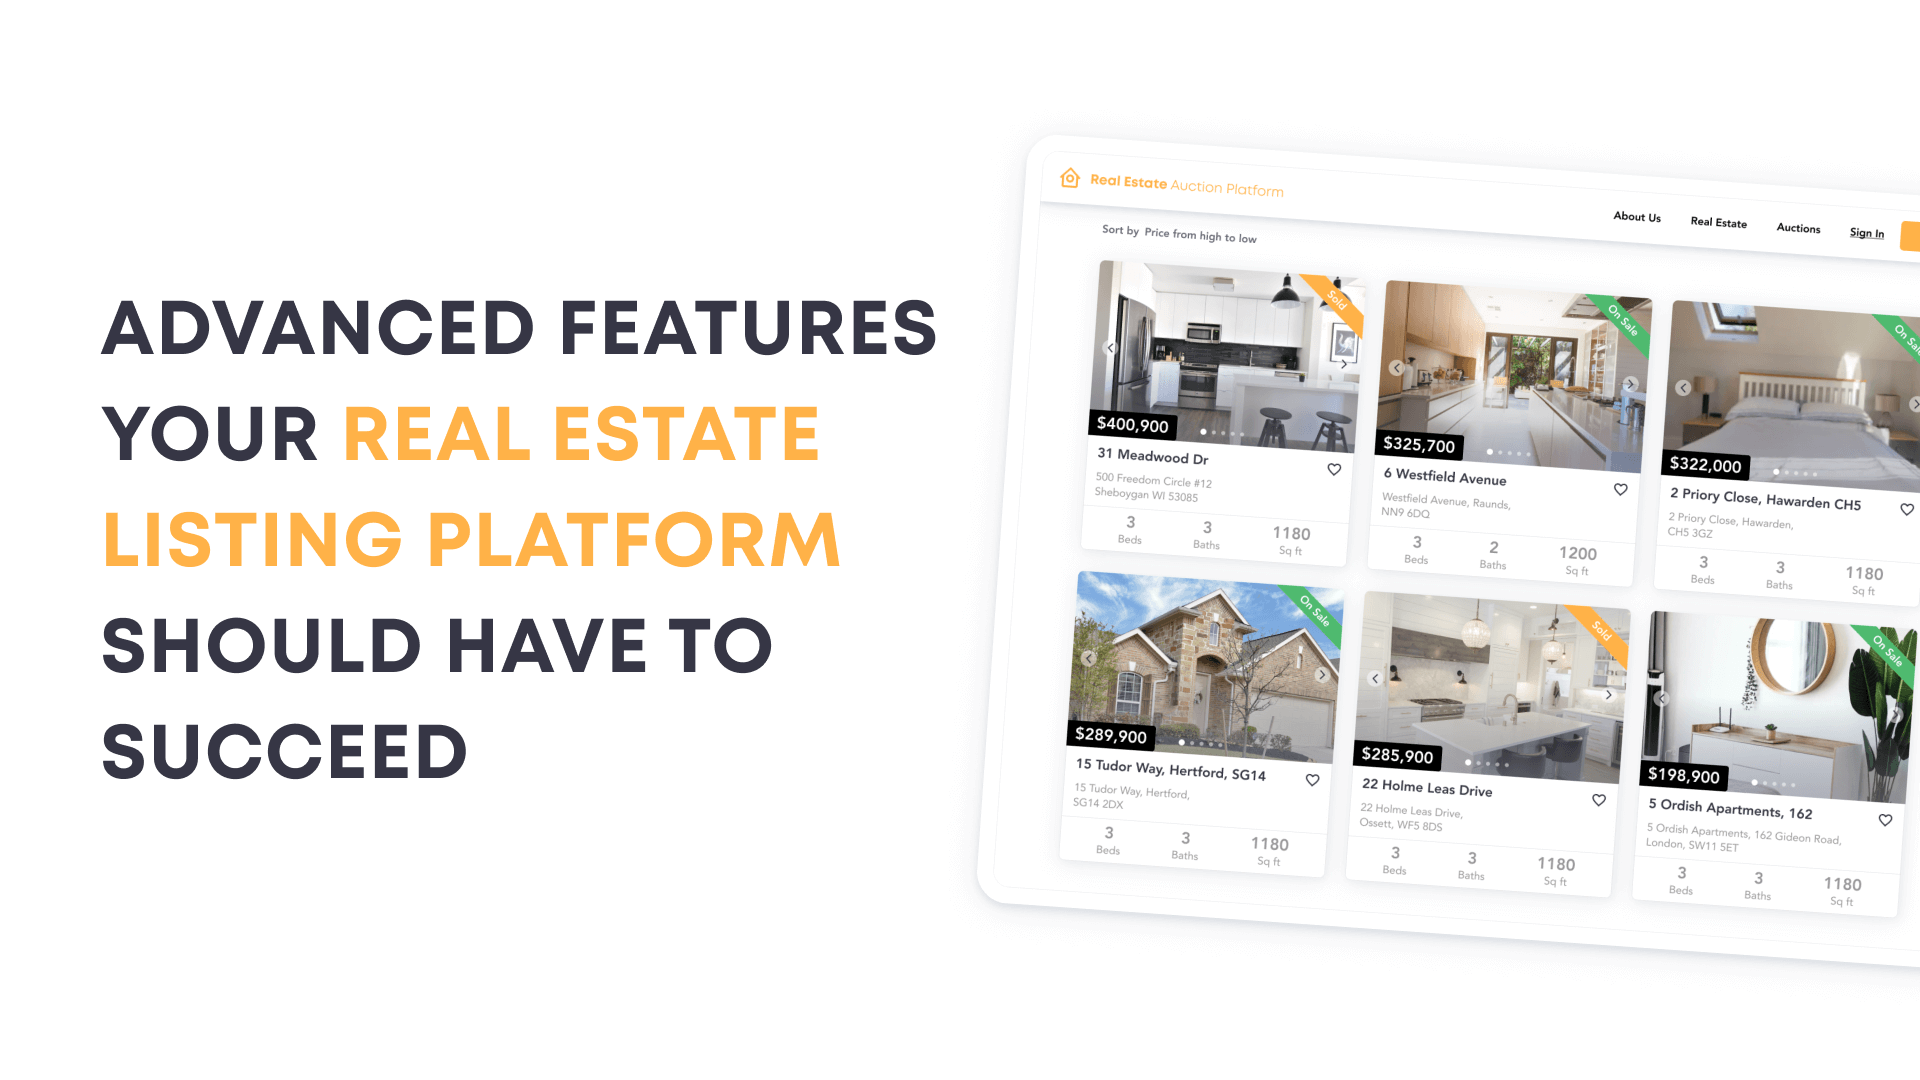 ADVANCED FEATURES
YOUR REAL ESTATE
LISTING PLATFORM
SHOULD HAVE TO
SUCCEED
Real Estate Auction Platform
About Us
Real Estate
Auctions
Sign In
Sort by Price from high to low
Sold
$400,900
31 Meadwood Dr
500 Freedom Circle #12
Sheboygan WI 53085
3 3 1180
Beds Baths Sq ft
On Sale
$325,700
6 Westfield Avenue
Westfield Avenue, Raunds,
NN9 6DQ
3 2 1200
Beds Baths Sq ft
On Sale
$322,000
2 Priory Close, Hawarden CH5
2 Priory Close, Hawarden,
CH5 3GZ
3 3 1180
Beds Baths Sq ft
On Sale
$289,900
15 Tudor Way, Hertford, SG14
15 Tudor Way, Hertford,
SG14 2DX
3 3 1180
Beds Baths Sq ft
Sold
$285,900
22 Holme Leas Drive
22 Holme Leas Drive,
Ossett, WF5 8DS
3 3 1180
Beds Baths Sq ft
On Sale
$198,900
5 Ordish Apartments, 162
5 Ordish Apartments, 162 Gideon Road,
London, SW11 5ET
3 3 1180
Beds Baths Sq ft